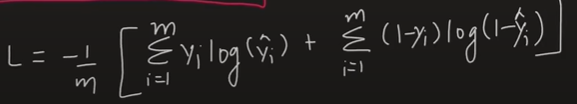 L = -1/m [ Σ_{i=1}^{m} y_i log(ŷ_i) + Σ_{i=1}^{m} (1-y_i) log(1-ŷ_i) ]